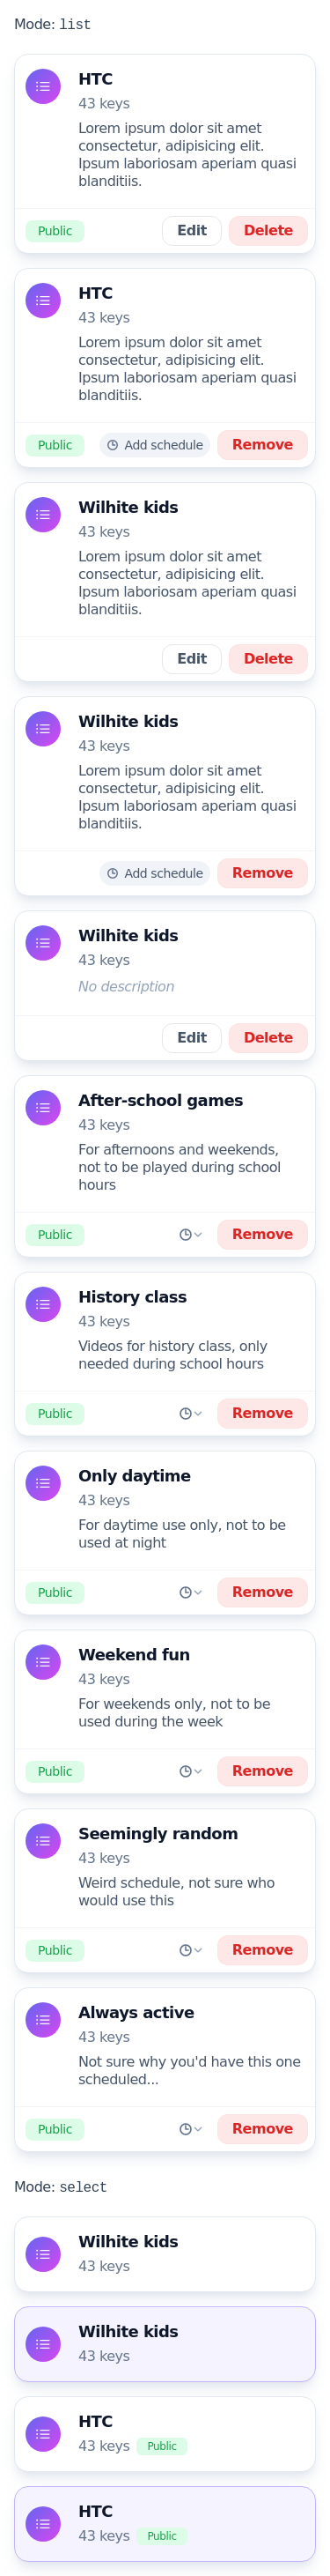 Mode: list
HTC
43 keys
Lorem ipsum dolor sit amet
consectetur, adipisicing elit.
Ipsum laboriosam aperiam quasi
blanditiis.
Public Edit Delete
HTC
43 keys
Lorem ipsum dolor sit amet
consectetur, adipisicing elit.
Ipsum laboriosam aperiam quasi
blanditiis.
Public Add schedule Remove
Wilhite kids
43 keys
Lorem ipsum dolor sit amet
consectetur, adipisicing elit.
Ipsum laboriosam aperiam quasi
blanditiis.
Edit Delete
Wilhite kids
43 keys
Lorem ipsum dolor sit amet
consectetur, adipisicing elit.
Ipsum laboriosam aperiam quasi
blanditiis.
Add schedule Remove
Wilhite kids
43 keys
No description
Edit Delete
After-school games
43 keys
For afternoons and weekends,
not to be played during school
hours
Public Remove
History class
43 keys
Videos for history class, only
needed during school hours
Public Remove
Only daytime
43 keys
For daytime use only, not to be
used at night
Public Remove
Weekend fun
43 keys
For weekends only, not to be
used during the week
Public Remove
Seemingly random
43 keys
Weird schedule, not sure who
would use this
Public Remove
Always active
43 keys
Not sure why you'd have this one
scheduled...
Public Remove
Mode: select
Wilhite kids
43 keys
Wilhite kids
43 keys
HTC
43 keys Public
HTC
43 keys Public